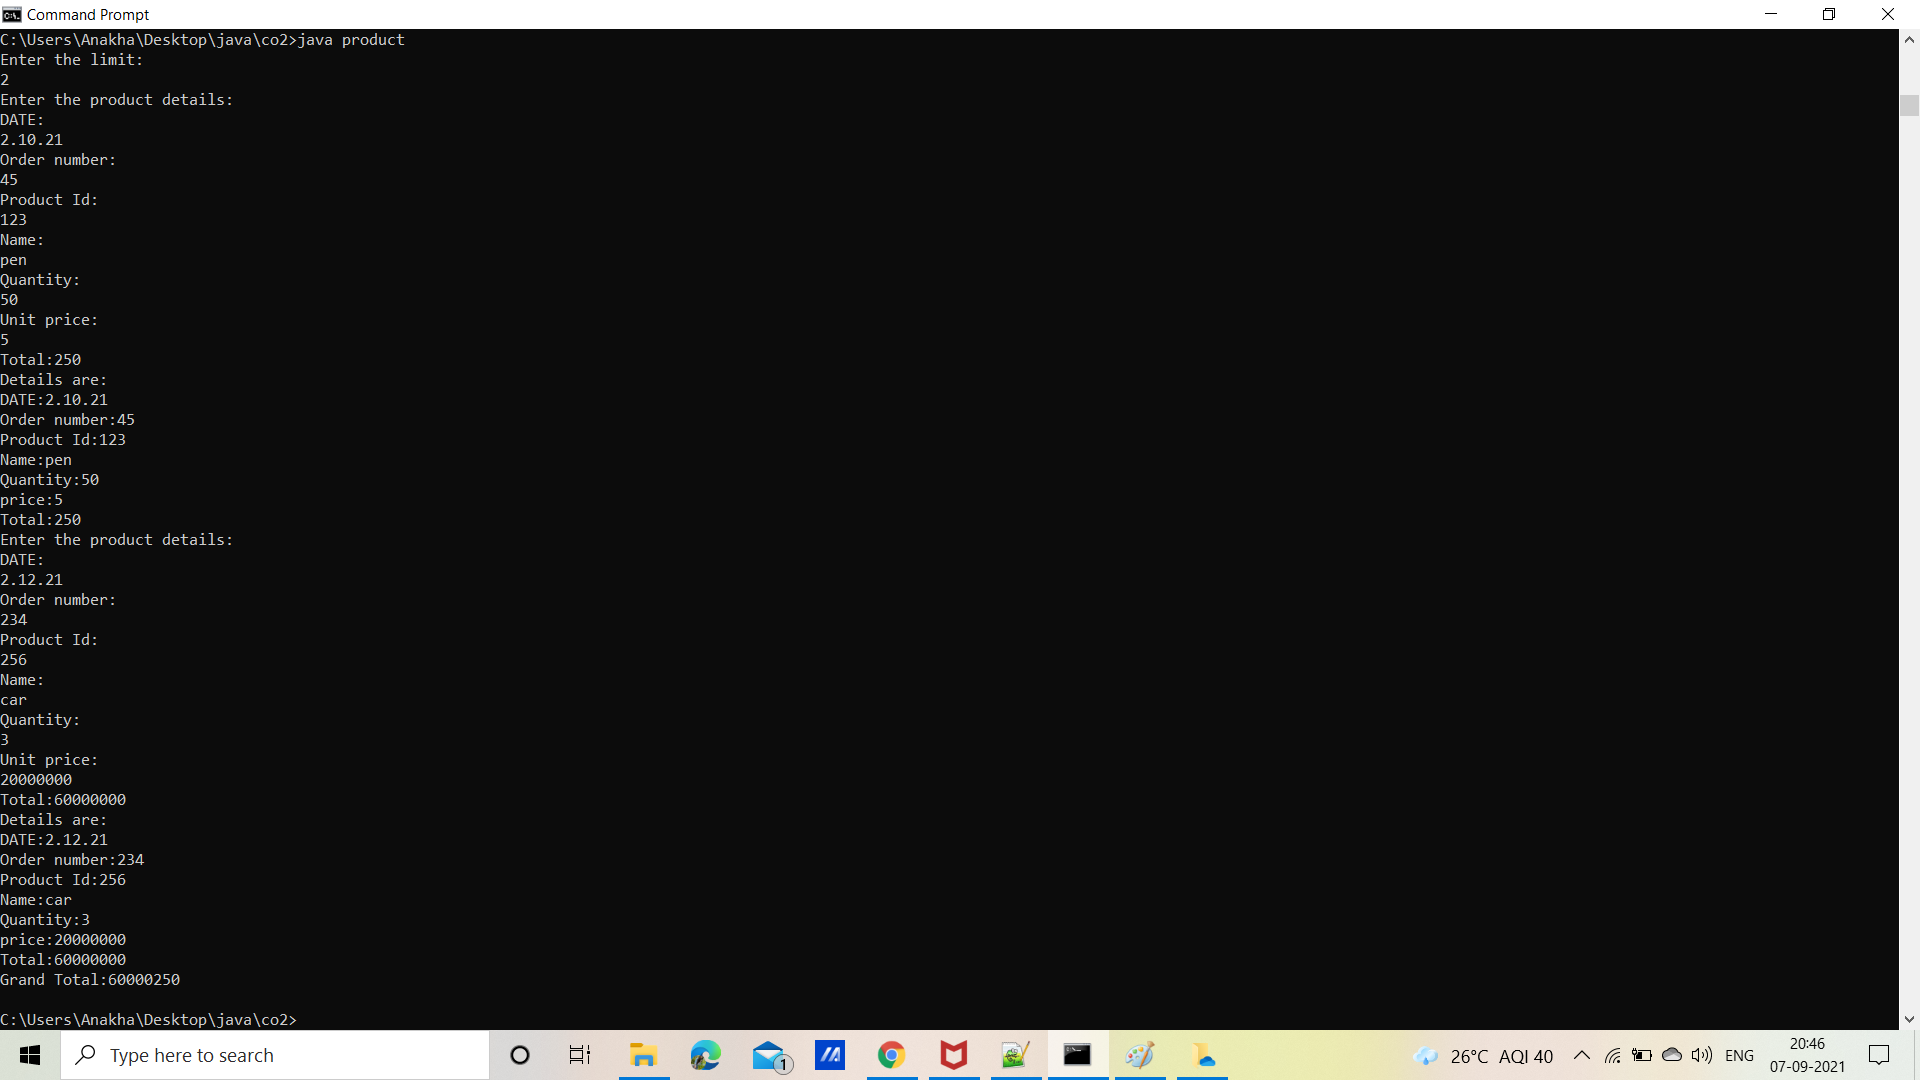 Command Prompt
C:\Users\Anakha\Desktop\java\co2>java product
Enter the limit:
2
Enter the product details:
DATE:
2.10.21
Order number:
45
Product Id:
123
Name:
pen
Quantity:
50
Unit price:
5
Total:250
Details are:
DATE:2.10.21
Order number:45
Product Id:123
Name:pen
Quantity:50
price:5
Total:250
Enter the product details:
DATE:
2.12.21
Order number:
234
Product Id:
256
Name:
car
Quantity:
3
Unit price:
20000000
Total:60000000
Details are:
DATE:2.12.21
Order number:234
Product Id:256
Name:car
Quantity:3
price:20000000
Total:60000000
Grand Total:60000250
C:\Users\Anakha\Desktop\java\co2>
Type here to search
1
26°C AQI 40
ENG
20:46
07-09-2021